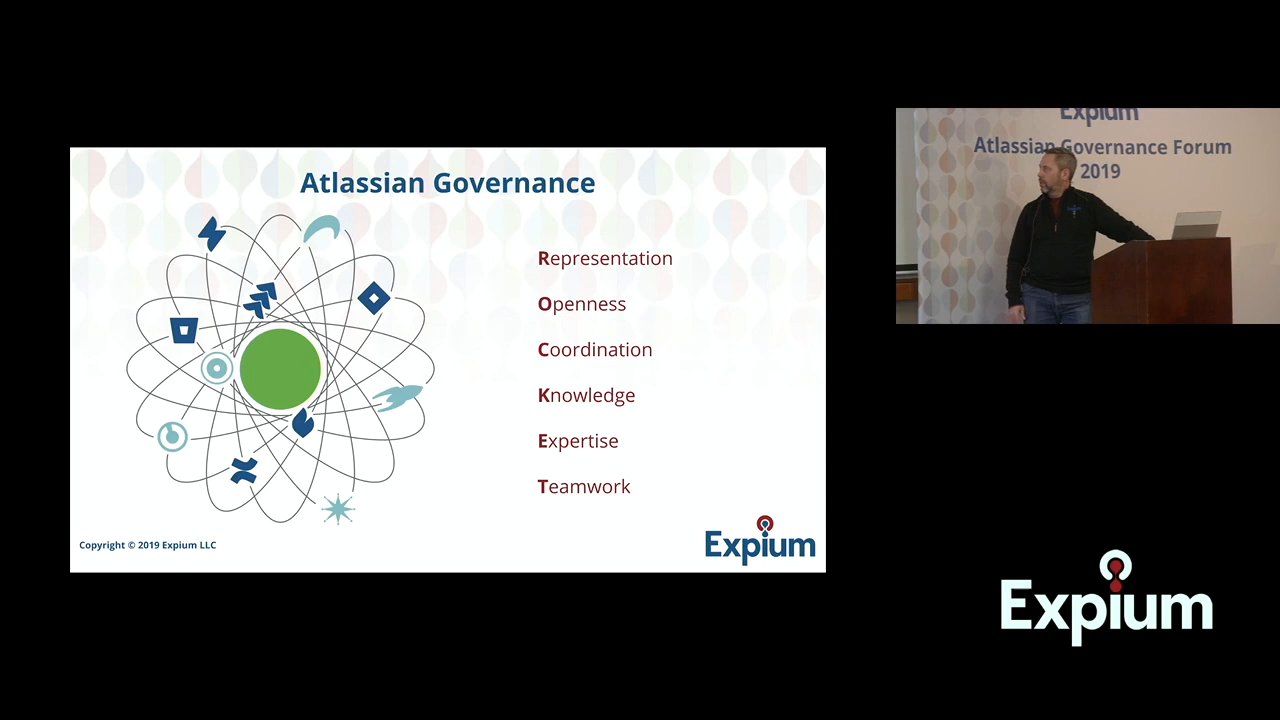 Atlassian Governance
Representation
Openness
Coordination
Knowledge
Expertise
Teamwork
Copyright © 2019 Expium LLC
Expium
Expium
Atlassian Governance Forum
2019
Expium